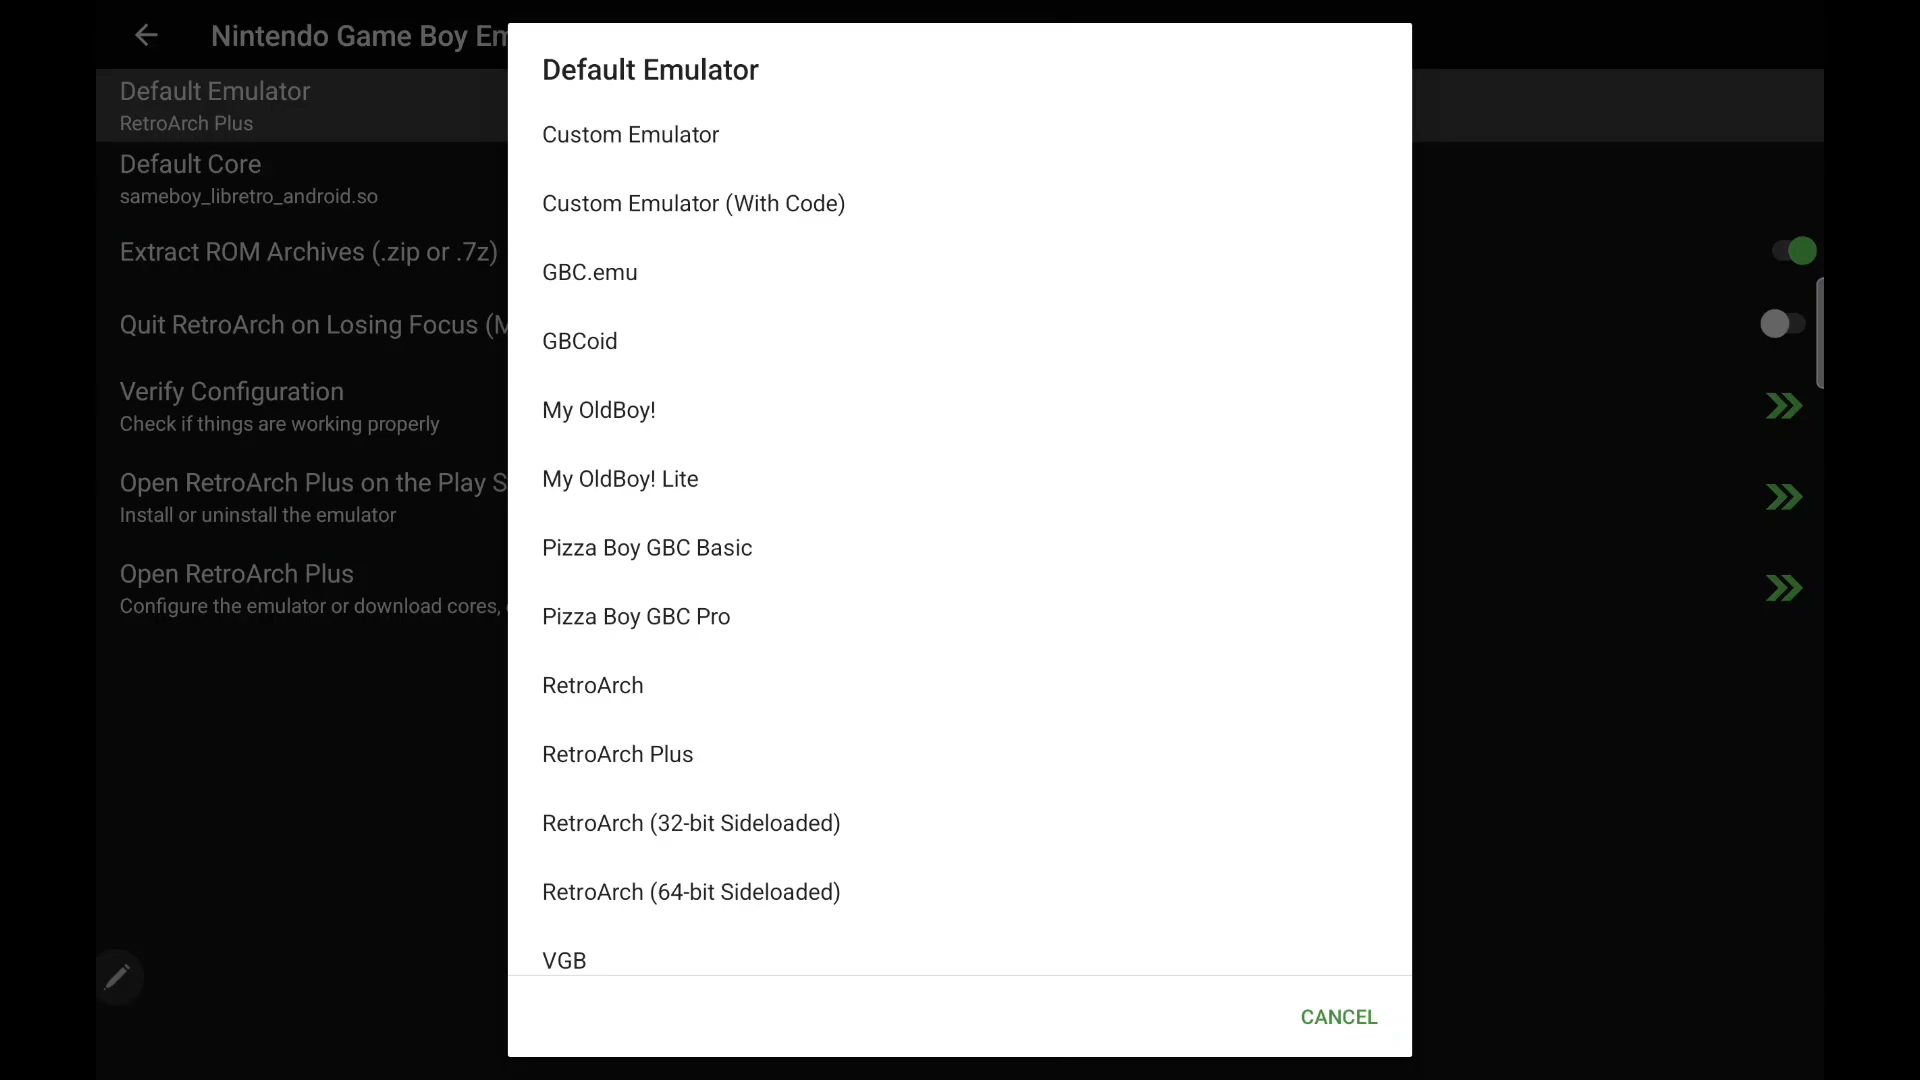 Nintendo Game Boy Em
Default Emulator
RetroArch Plus
Default Core
sameboy_libretro_android.so
Extract ROM Archives (.zip or .7z)
Quit RetroArch on Losing Focus (M
Verify Configuration
Check if things are working properly
Open RetroArch Plus on the Play S
Install or uninstall the emulator
Open RetroArch Plus
Configure the emulator or download cores,
Default Emulator
Custom Emulator
Custom Emulator (With Code)
GBC.emu
GBCoid
My OldBoy!
My OldBoy! Lite
Pizza Boy GBC Basic
Pizza Boy GBC Pro
RetroArch
RetroArch Plus
RetroArch (32-bit Sideloaded)
RetroArch (64-bit Sideloaded)
VGB
CANCEL